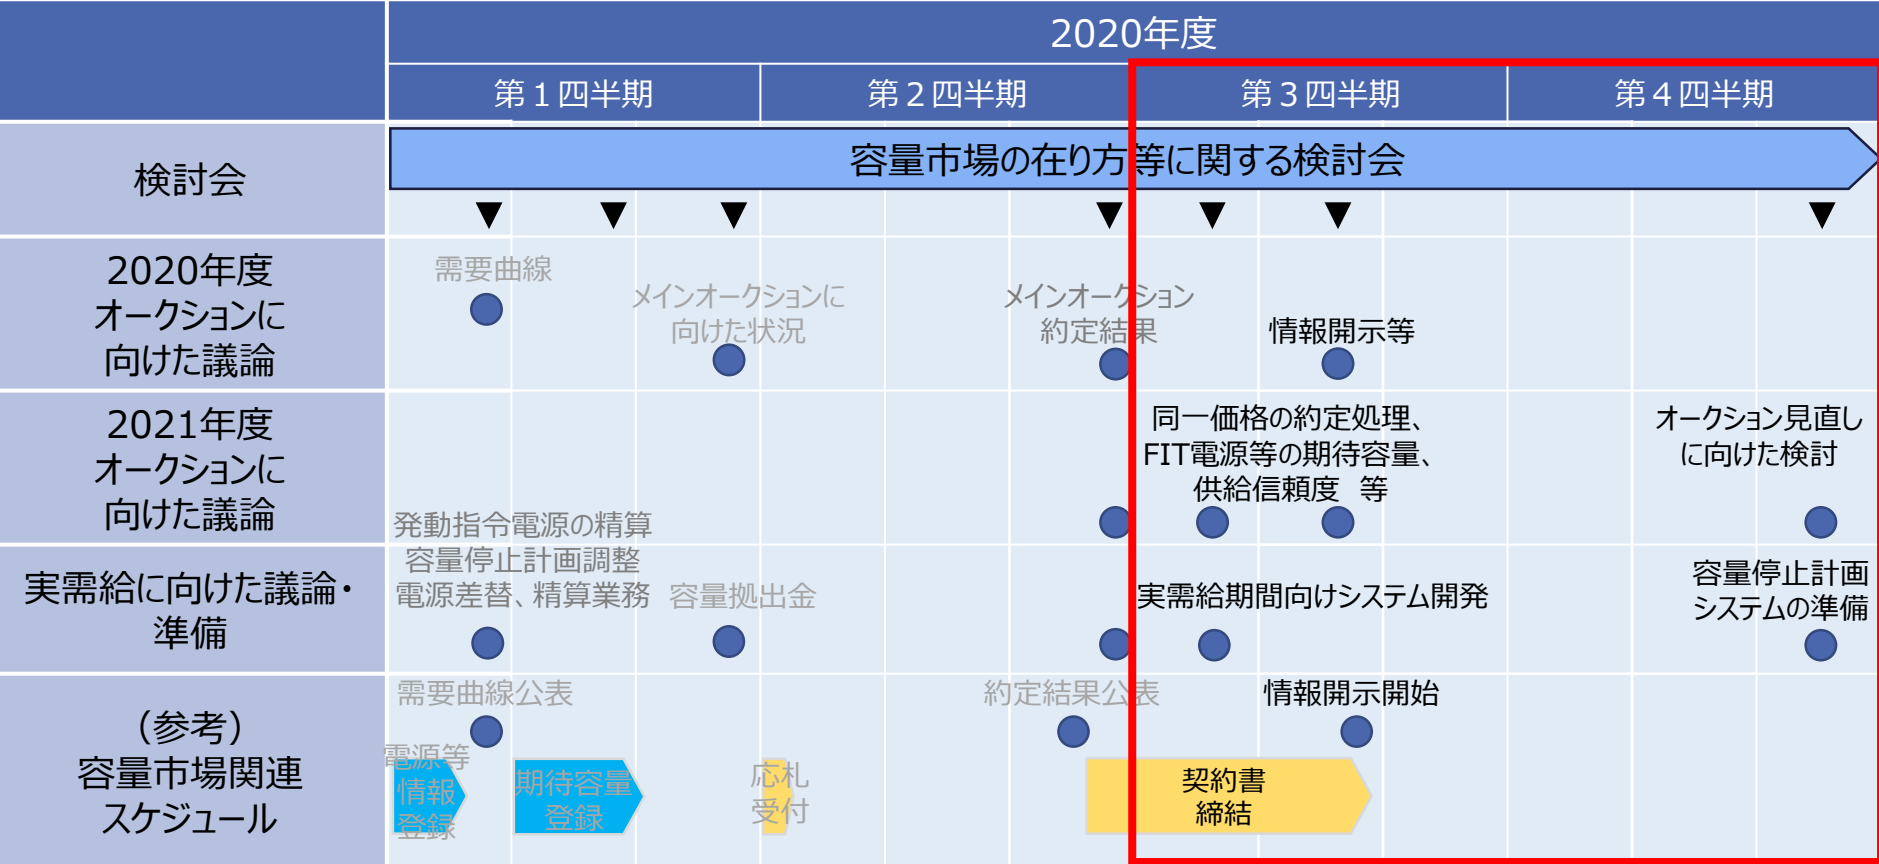 2020年度
第１四半期
第２四半期
第３四半期
第４四半期
検討会
容量市場の在り方等に関する検討会
▼ ▼ ▼ ▼ ▼ ▼ ▼
2020年度
オークションに
向けた議論
需要曲線
メインオークションに
向けた状況
メインオークション
約定結果
情報開示等
2021年度
オークションに
向けた議論
同一価格の約定処理、
FIT電源等の期待容量、
供給信頼度　等
オークション見直し
に向けた検討
実需給に向けた議論・
準備
発動指令電源の精算
容量停止計画調整
電源差替、精算業務
容量拠出金
実需給期間向けシステム開発
容量停止計画
システムの準備
（参考）
容量市場関連
スケジュール
需要曲線公表
約定結果公表
情報開示開始
電源等
情報
登録
期待容量
登録
応札
受付
契約書
締結